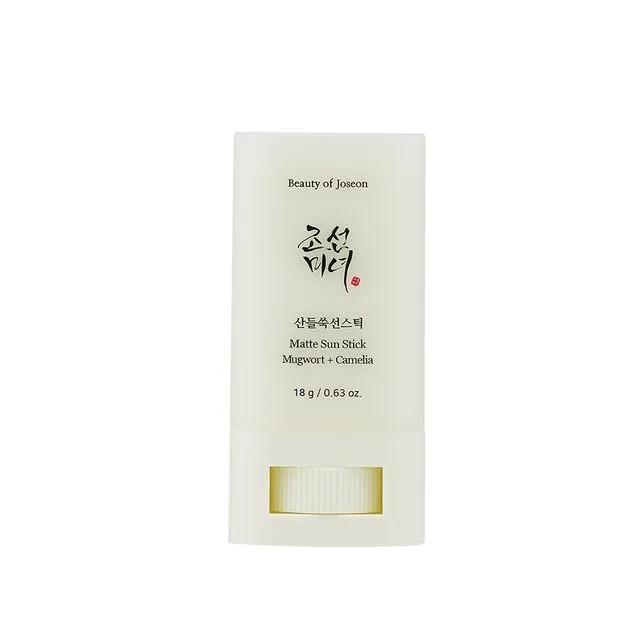 Beauty of Joseon
조선
미녀
산들쑥선스틱
Matte Sun Stick
Mugwort + Camelia
18 g / 0.63 oz.